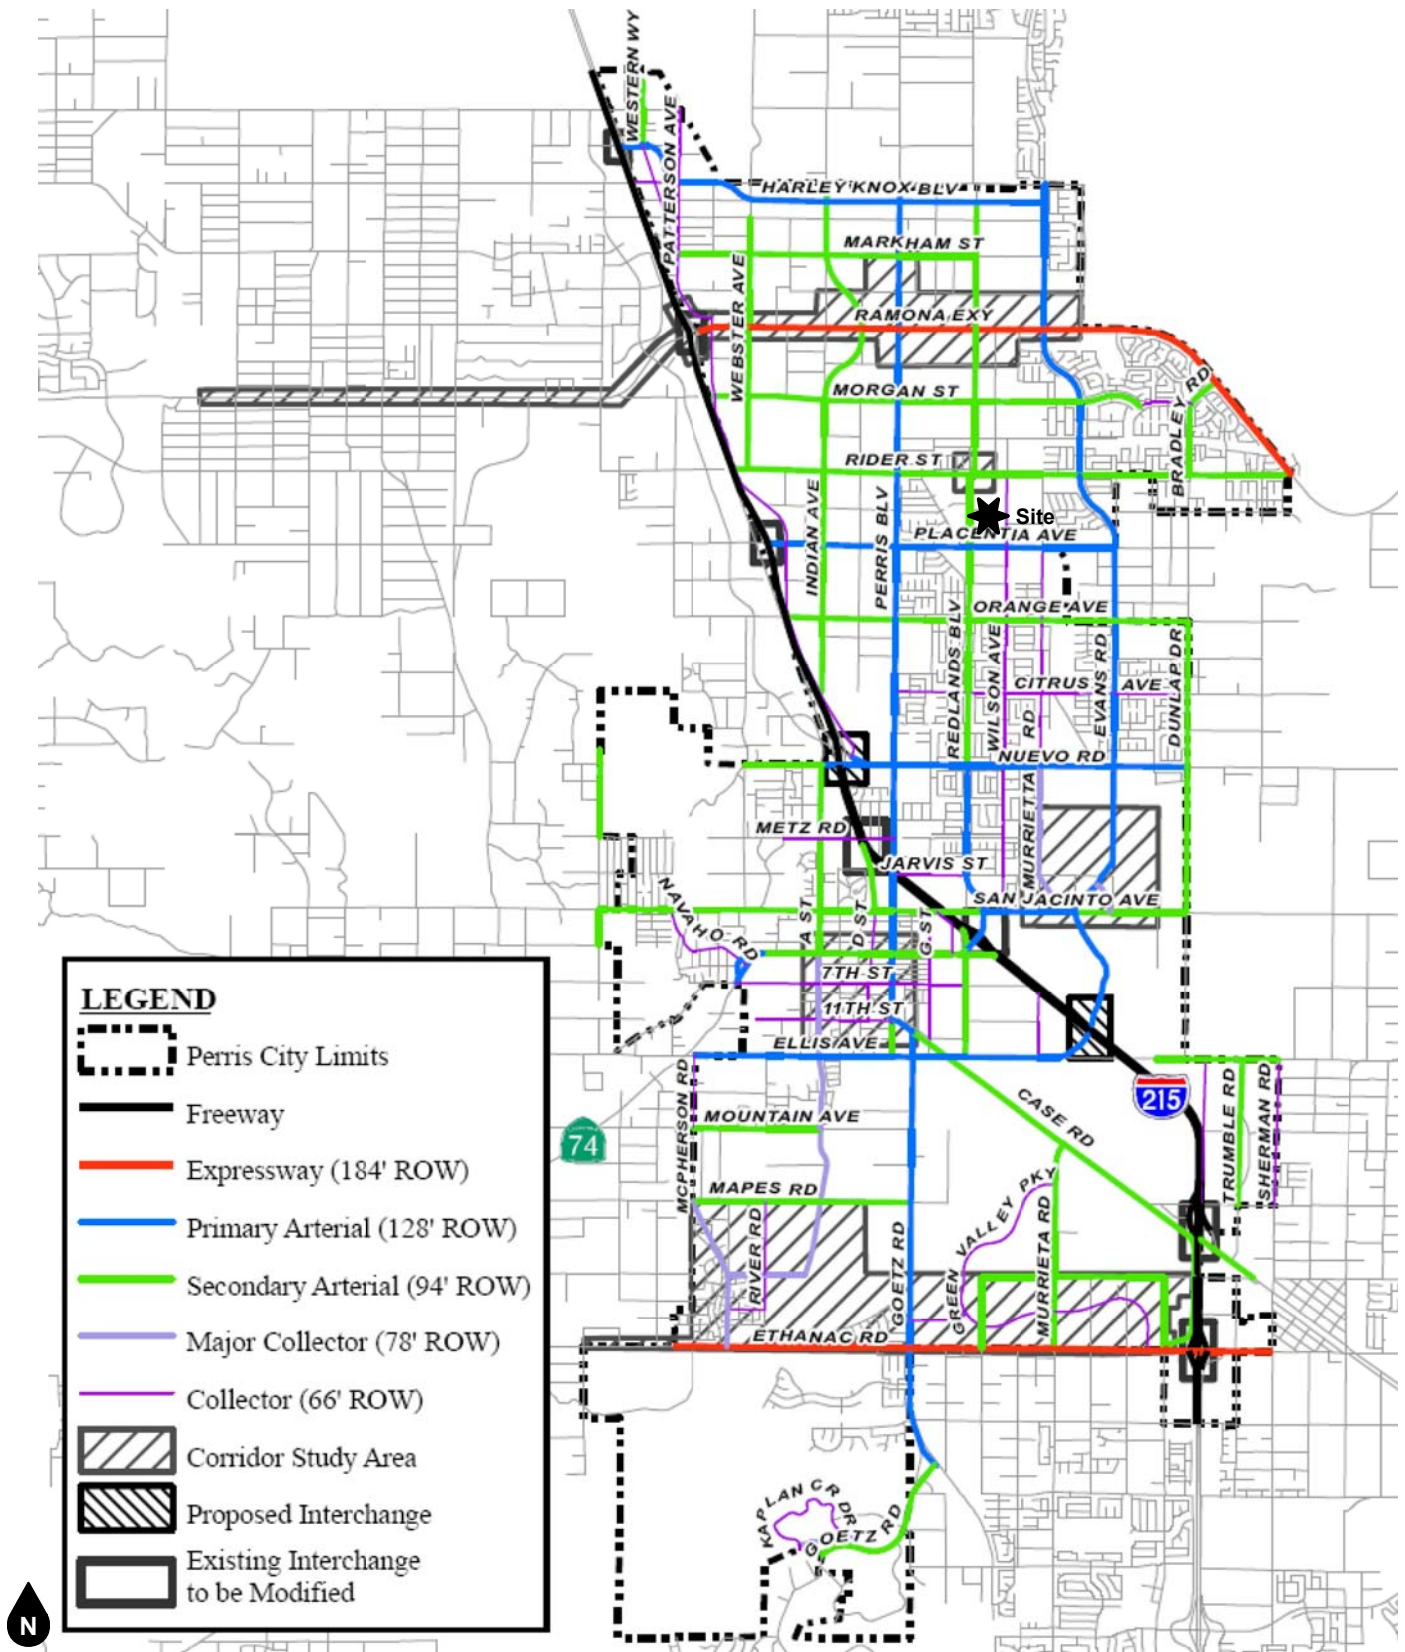 WESTERN WY
PATTERSON AVE
HARLEY KNOX BLV
MARKHAM ST
WEBSTER AVE
RAMONA EXY
MORGAN ST
BRADLEY RD
RIDER ST
INDIAN AVE
PERRIS BLV
Site
PLACENTIA AVE
ORANGE AVE
REDLANDS BLV
WILSON AVE
EVANS RD
DUNLAP DR
CITRUS AVE
MURRIETTA RD
NUEVO RD
METZ RD
JARVIS ST
NAVAHO RD
A ST
D ST
G ST
SAN JACINTO AVE
7TH ST
11TH ST
ELLIS AVE
MCPHERSON RD
MOUNTAIN AVE
CASE RD
215
74
TRUMBLE RD
SHERMAN RD
MAPES RD
RIVER RD
GOETZ RD
GREEN VALLEY PKY
MURRIETA RD
ETHANAC RD
KAPLAN CR DR
GOETZ RD
LEGEND
Perris City Limits
Freeway
Expressway (184' ROW)
Primary Arterial (128' ROW)
Secondary Arterial (94' ROW)
Major Collector (78' ROW)
Collector (66' ROW)
Corridor Study Area
Proposed Interchange
Existing Interchange
to be Modified
N